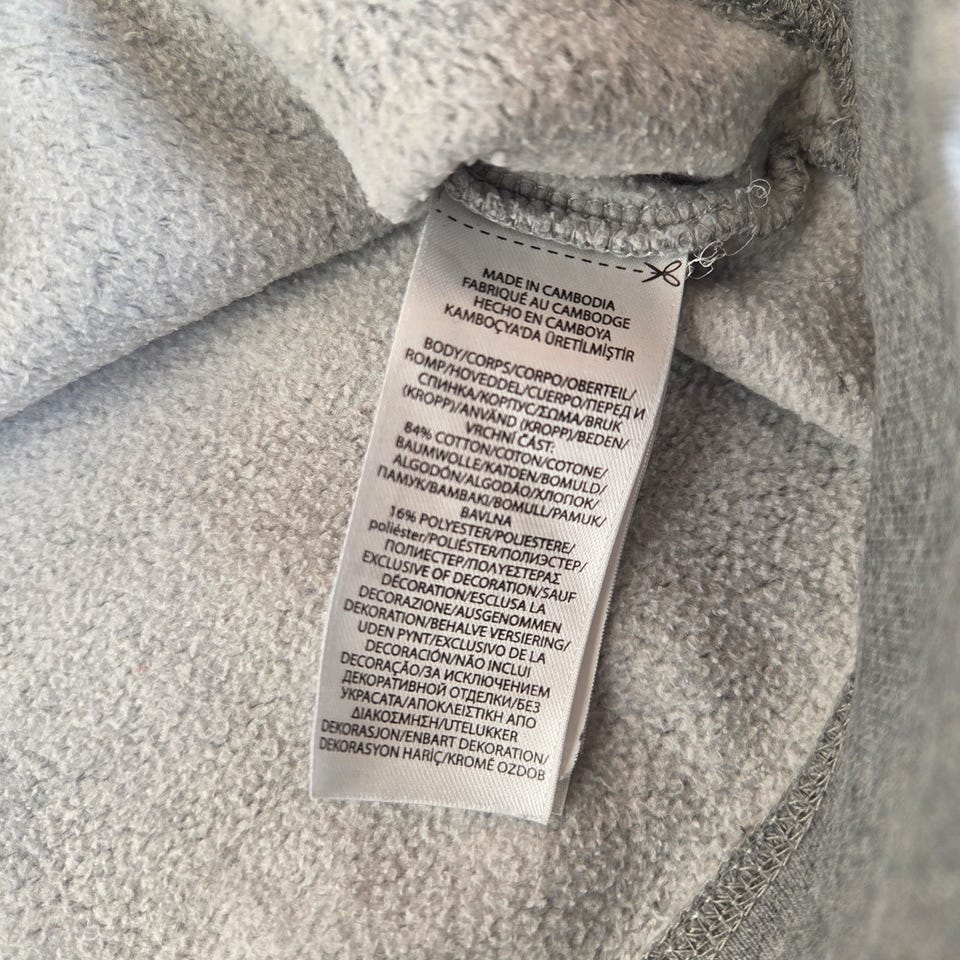 MADE IN CAMBODIA
FABRIQUÉ AU CAMBODGE
HECHO EN CAMBOYA
KAMBOÇYA'DA ÜRETİLMİŞTİR
BODY/CORPS/CORPO/OBERTEIL/
ROMP/HOVEDDEL/CUERPO/ПЕРЕД И
СПИНКА/КОРПУС/ΣΩΜΑ/BRUK
(KROPP)/ANVÄND (KROPP)/BEDEN/
VRCHNÍ ČÁST:
84% COTTON/COTON/COTONE/
BAUMWOLLE/KATOEN/BOMULD/
ALGODÓN/ALGODÃO/ХЛОПОК/
ПАМУК/ΒΑΜΒΑΚΙ/BOMULL/PAMUK/
BAVLNA
16% POLYESTER/POLIESTERE/
poliéster/POLIÉSTER/ПОЛИЭСТЕР/
ПОЛИЕСТЕР/ΠΟΛΥΕΣΤΕΡΑΣ
EXCLUSIVE OF DECORATION/SAUF
DÉCORATION/ESCLUSA LA
DECORAZIONE/AUSGENOMMEN
DEKORATION/BEHALVE VERSIERING/
UDEN PYNT/EXCLUSIVO DE LA
DECORACIÓN/NÃO INCLUI
DECORAÇÃO/ЗА ИСКЛЮЧЕНИЕМ
ДЕКОРАТИВНОЙ ОТДЕЛКИ/БЕЗ
УКРАСАТА/ΑΠΟΚΛΕΙΣΤΙΚΗ ΑΠΟ
ΔΙΑΚΟΣΜΗΣΗ/UTELUKKER
DEKORASJON/ENBART DEKORATION/
DEKORASYON HARİÇ/KROMĚ OZDOB